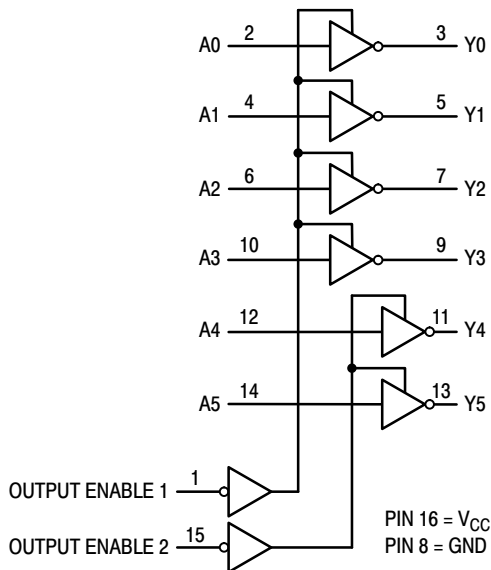 A0 2 3 Y0
A1 4 5 Y1
A2 6 7 Y2
A3 10 9 Y3
A4 12 11 Y4
A5 14 13 Y5
OUTPUT ENABLE 1 1
OUTPUT ENABLE 2 15
PIN 16 = VCC
PIN 8 = GND